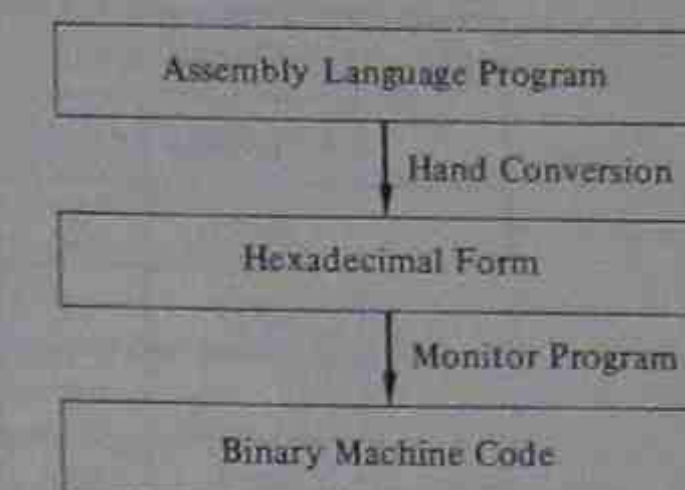 Assembly Language Program
Hand Conversion
Hexadecimal Form
Monitor Program
Binary Machine Code